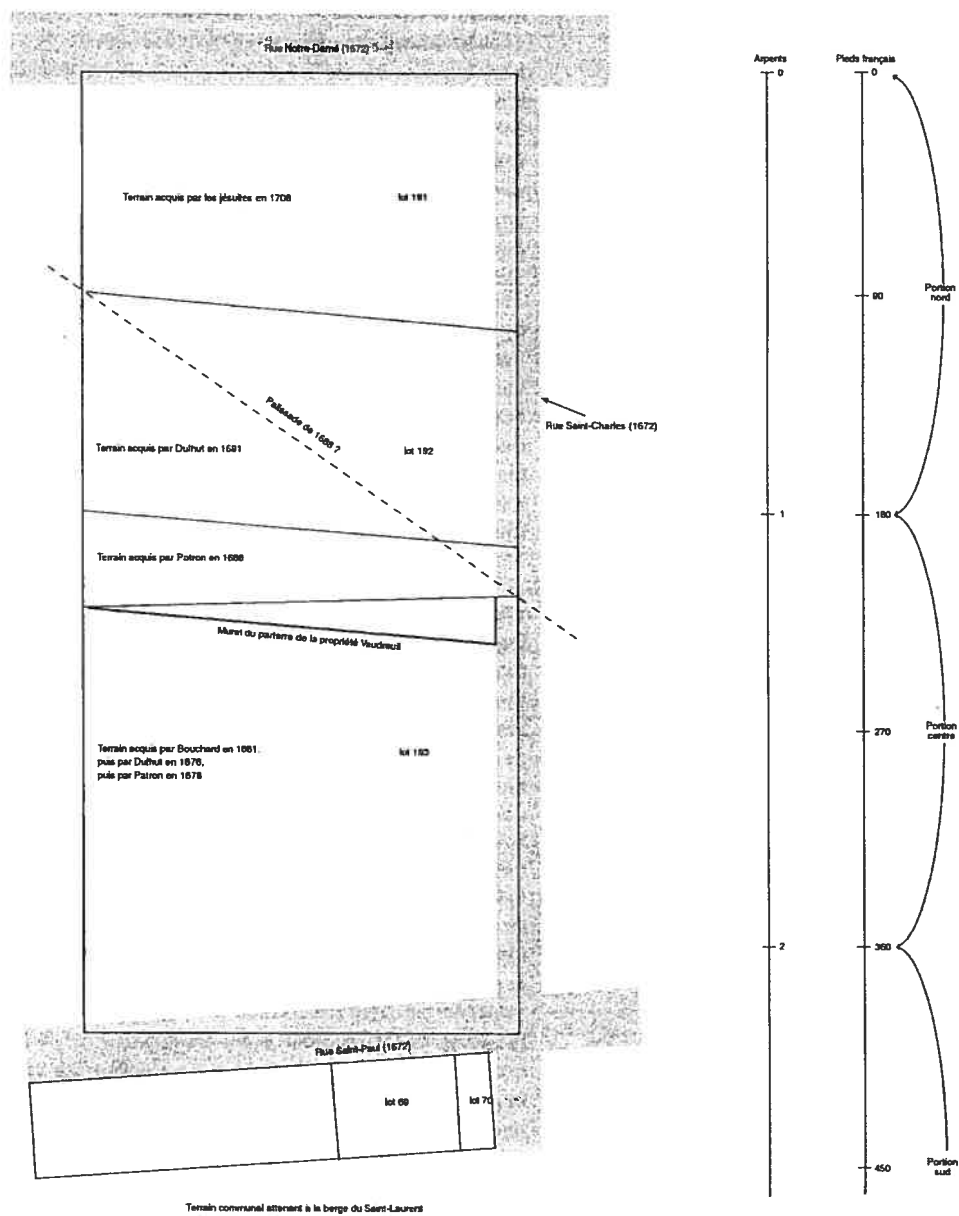 Rue Notre-Dame (1672)
Arpents
Pieds français
0
0
Terrain acquis par les jésuites en 1708
lot 191
90
Portion
nord
Palissade de 1688 ?
Rue Saint-Charles (1672)
Terrain acquis par Dulhut en 1691
lot 192
1
180
Terrain acquis par Patron en 1688
Muret du parterre de la propriété Vaudreuil
270
Portion
centre
Terrain acquis par Bouchard en 1661,
puis par Dulhut en 1676,
puis par Patron en 1678
lot 193
2
360
Rue Saint-Paul (1672)
lot 69
lot 70
450
Portion
sud
Terrain communal attenant à la berge du Saint-Laurent